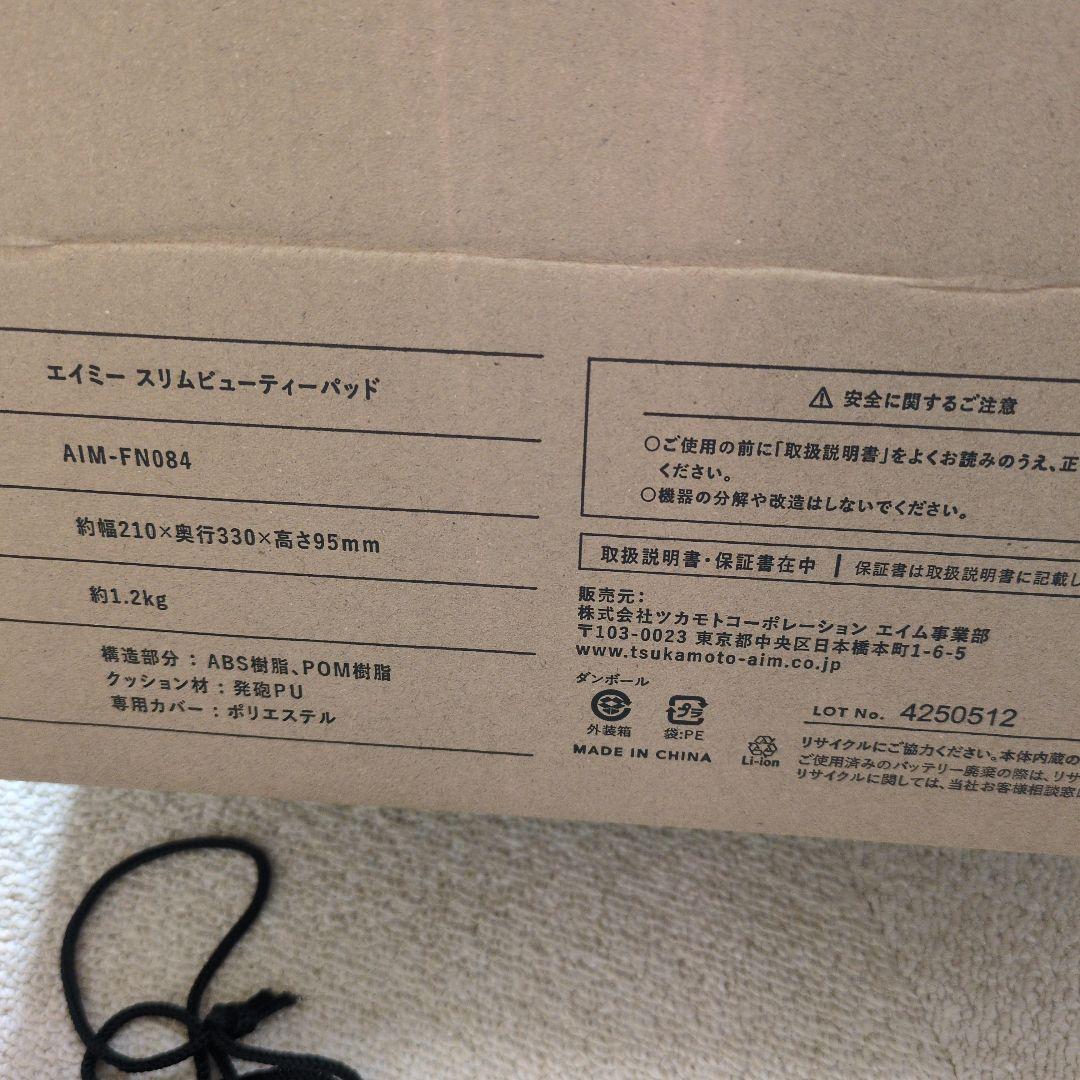 エイミー スリムビューティーパッド
AIM-FN084
約幅210×奥行330×高さ95mm
約1.2kg
構造部分：ABS樹脂、POM樹脂
クッション材：発砲PU
専用カバー：ポリエステル
⚠ 安全に関するご注意
○ご使用の前に「取扱説明書」をよくお読みのうえ、正
ください。
○機器の分解や改造はしないでください。
取扱説明書・保証書在中 | 保証書は取扱説明書に記載し
販売元：
株式会社ツカモトコーポレーション エイム事業部
〒103-0023 東京都中央区日本橋本町1-6-5
www.tsukamoto-aim.co.jp
ダンボール
外装箱
プラ
袋:PE
MADE IN CHINA
Li-ion
LOT No. 4250512
リサイクルにご協力ください。本体内蔵の
ご使用済みのバッテリー廃棄の際は、リサ
リサイクルに関しては、当社お客様相談窓